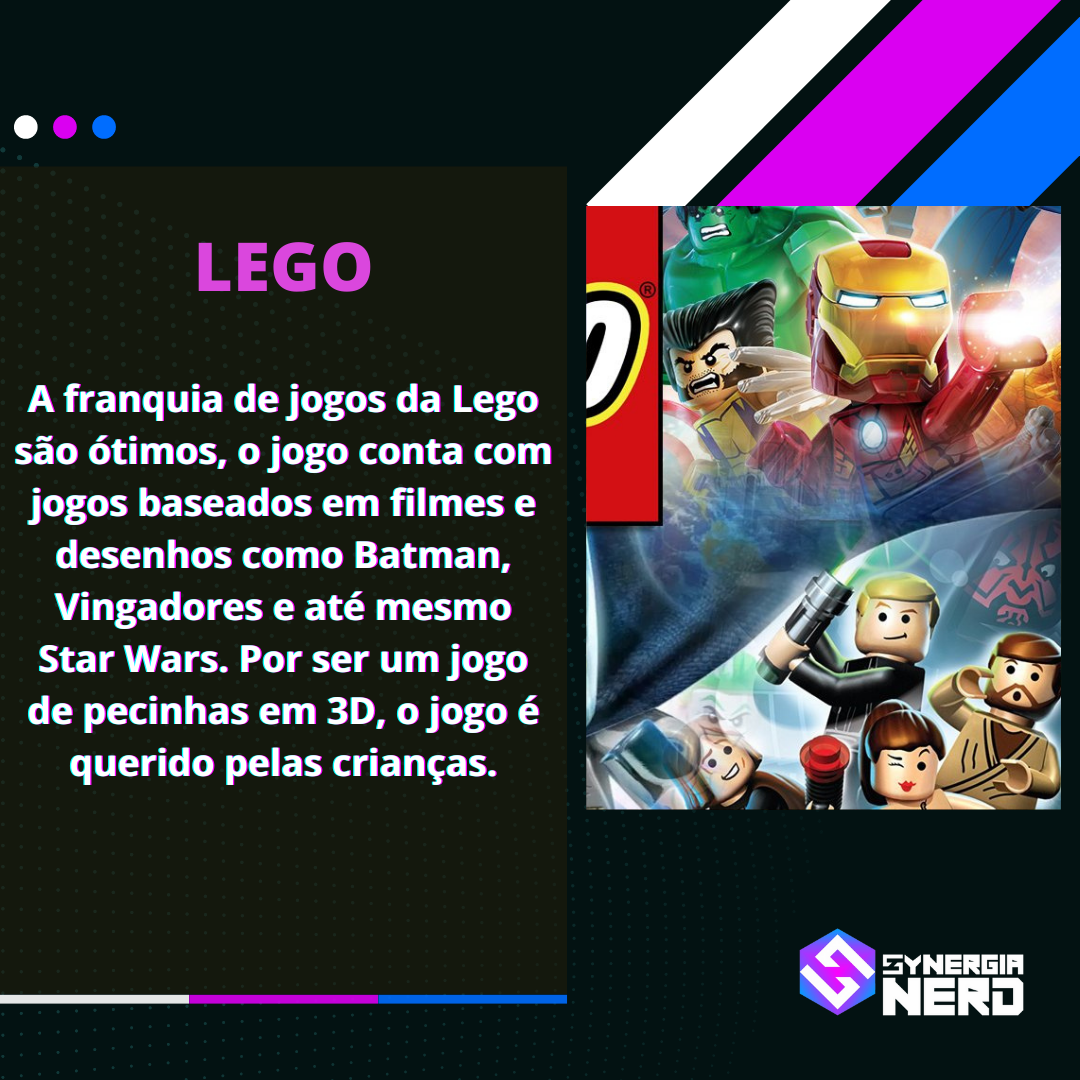 LEGO
A franquia de jogos da Lego
são ótimos, o jogo conta com
jogos baseados em filmes e
desenhos como Batman,
Vingadores e até mesmo
Star Wars. Por ser um jogo
de pecinhas em 3D, o jogo é
querido pelas crianças.
®
SYNERGIA
NERD